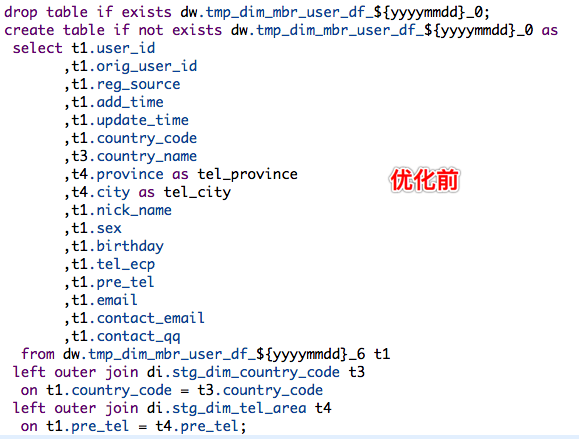 drop table if exists dw.tmp_dim_mbr_user_df_${yyyymmdd}_0;
create table if not exists dw.tmp_dim_mbr_user_df_${yyyymmdd}_0 as
select t1.user_id
,t1.orig_user_id
,t1.reg_source
,t1.add_time
,t1.update_time
,t1.country_code
,t3.country_name
,t4.province as tel_province
,t4.city as tel_city
优化前
,t1.nick_name
,t1.sex
,t1.birthday
,t1.tel_ecp
,t1.pre_tel
,t1.email
,t1.contact_email
,t1.contact_qq
from dw.tmp_dim_mbr_user_df_${yyyymmdd}_6 t1
left outer join di.stg_dim_country_code t3
on t1.country_code = t3.country_code
left outer join di.stg_dim_tel_area t4
on t1.pre_tel = t4.pre_tel;